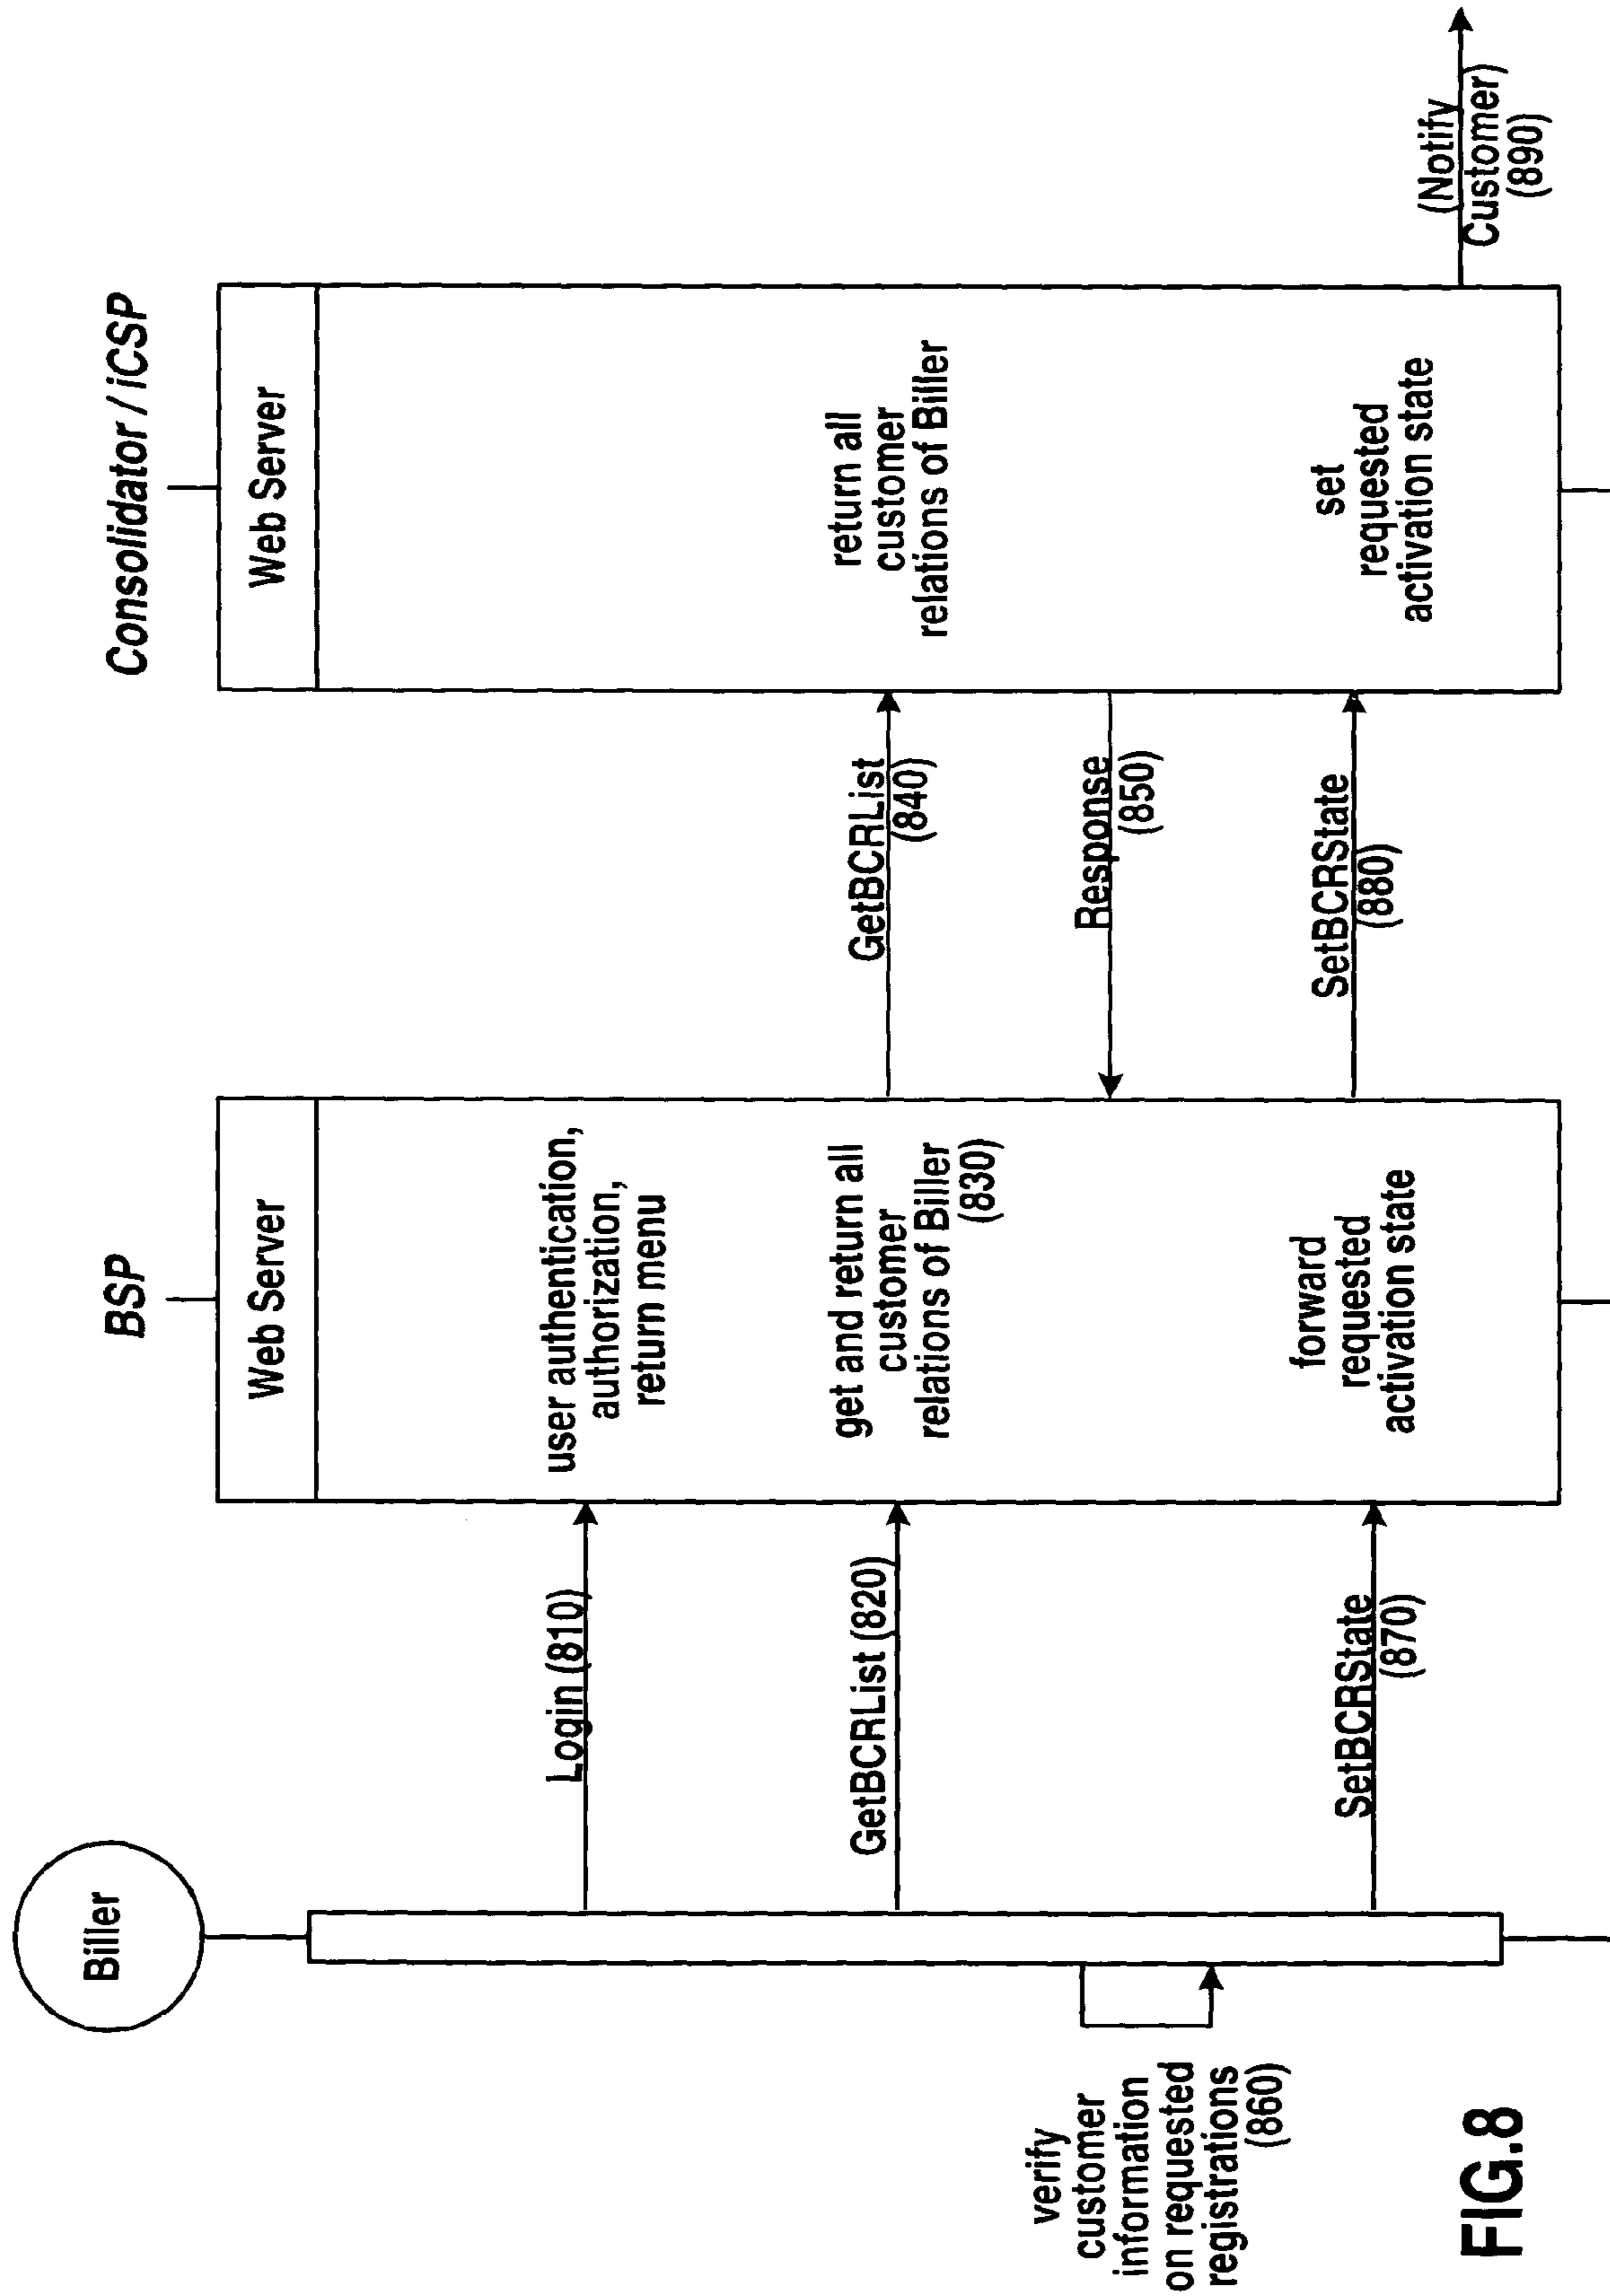 Biller
BSP
Consolidator / iCSP
Web Server
Web Server
Login (810)
user authentication,
authorization,
return menu
GetBCRList (820)
get and return all
customer
relations of Biller
(830)
GetBCRList
(840)
return all
customer
relations of Biller
Response
(850)
verify
customer
information
on requested
registrations
(860)
SetBCRState
(870)
forward
requested
activation state
SetBCRState
(880)
set
requested
activation state
(Notify
Customer)
(890)
FIG.8